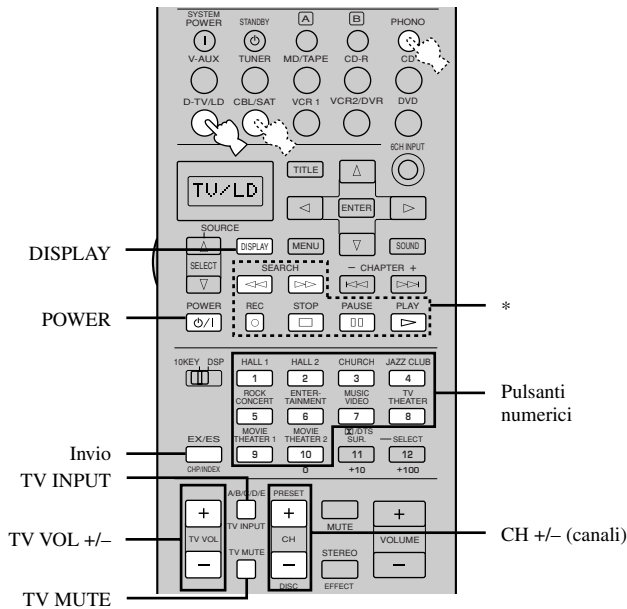 SYSTEM
POWER STANDBY A B PHONO
V-AUX TUNER MD/TAPE CD-R CD
D-TV/LD CBL/SAT VCR 1 VCR2/DVR DVD
6CH INPUT
TV/LD
TITLE
ENTER
SOURCE
DISPLAY
DISPLAY MENU SOUND
SELECT
SEARCH – CHAPTER +
POWER
POWER REC STOP PAUSE PLAY
*
10KEY DSP
HALL 1 HALL 2 CHURCH JAZZ CLUB
1 2 3 4
ROCK CONCERT ENTER-TAINMENT MUSIC VIDEO TV THEATER
5 6 7 8
Pulsanti
numerici
MOVIE THEATER 1 MOVIE THEATER 2 /DTS SUR. SELECT
EX/ES 9 10 11 12
Invio
CHP/INDEX 0 +10 +100
TV INPUT
A/B/C/D/E PRESET
+ + +
TV INPUT MUTE
TV VOL +/–
TV VOL CH VOLUME
CH +/– (canali)
TV MUTE STEREO
– – –
DISC EFFECT
TV MUTE